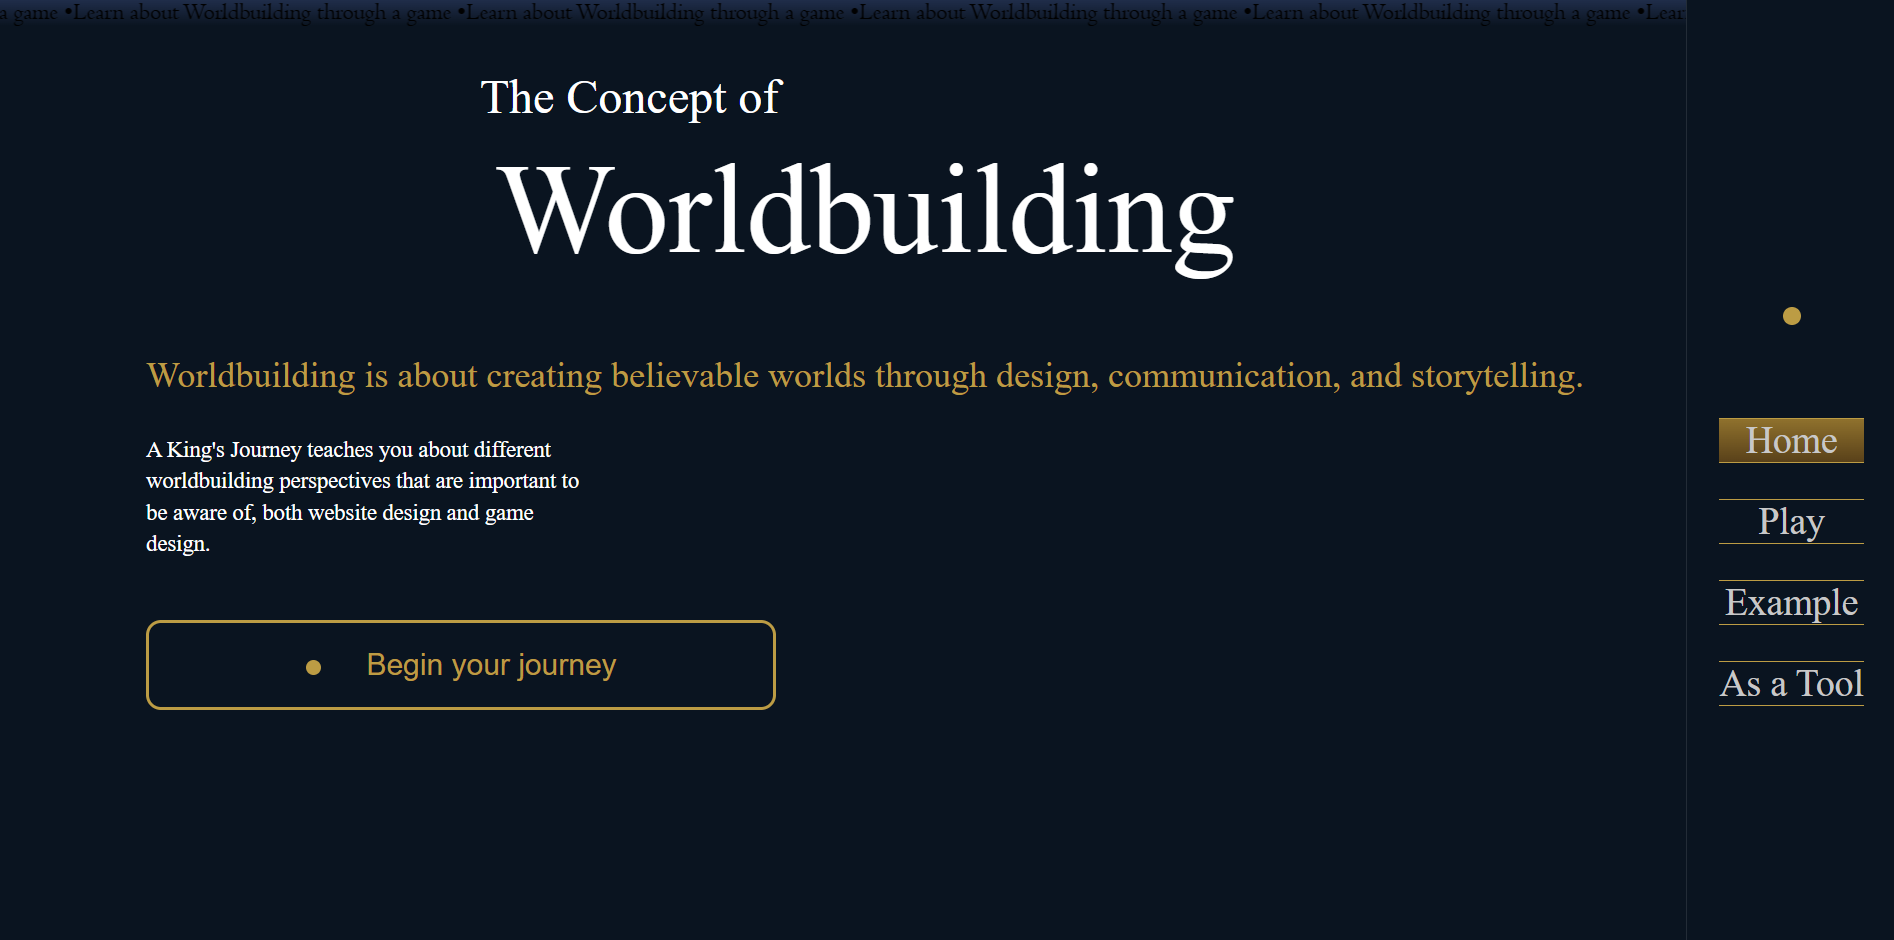 a game •Learn about Worldbuilding through a game •Learn about Worldbuilding through a game •Learn about Worldbuilding through a game •Learn about Worldbuilding through a game •Lear
The Concept of
Worldbuilding
Worldbuilding is about creating believable worlds through design, communication, and storytelling.
A King's Journey teaches you about different
worldbuilding perspectives that are important to
be aware of, both website design and game
design.
Begin your journey
Home
Play
Example
As a Tool